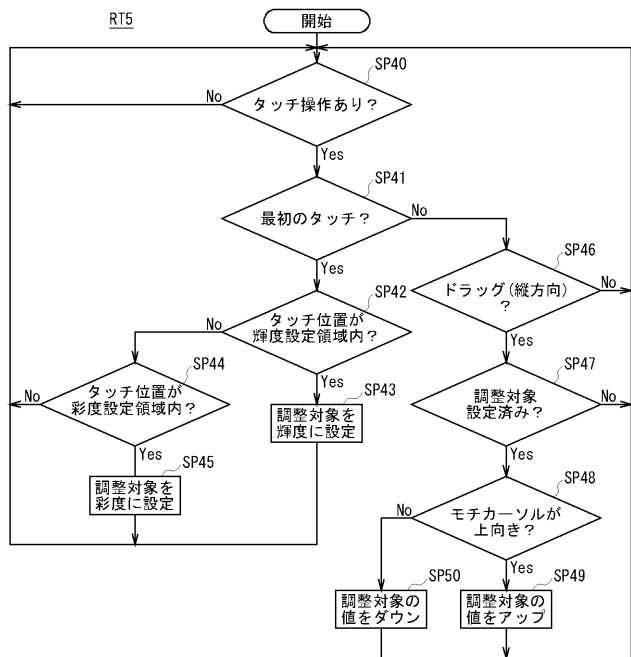 RT5
開始
SP40
タッチ操作あり？
No
Yes
SP41
最初のタッチ？
No
Yes
SP42
タッチ位置が
輝度設定領域内？
No
Yes
SP43
調整対象を
輝度に設定
SP44
タッチ位置が
彩度設定領域内？
No
Yes
SP45
調整対象を
彩度に設定
SP46
ドラッグ(縦方向)
？
No
Yes
SP47
調整対象
設定済み？
No
Yes
SP48
モチカーソルが
上向き？
No
Yes
SP50
調整対象の
値をダウン
SP49
調整対象の
値をアップ